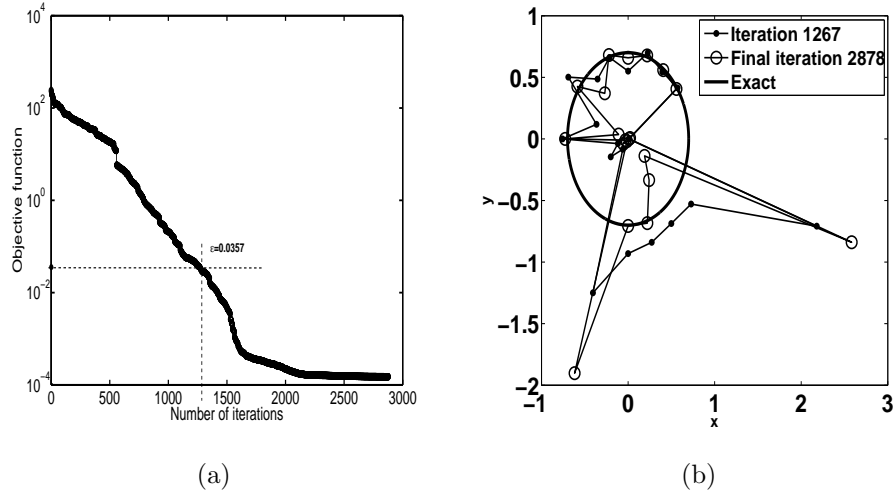 10^4
10^2
10^0
10^−2
10^−4
Objective function
ε=0.0357
0 500 1000 1500 2000 2500 3000
Number of iterations
(a)
1
0.5
0
−0.5
−1
−1.5
−2
y
Iteration 1267
Final iteration 2878
Exact
−1 0 1 2 3
x
(b)